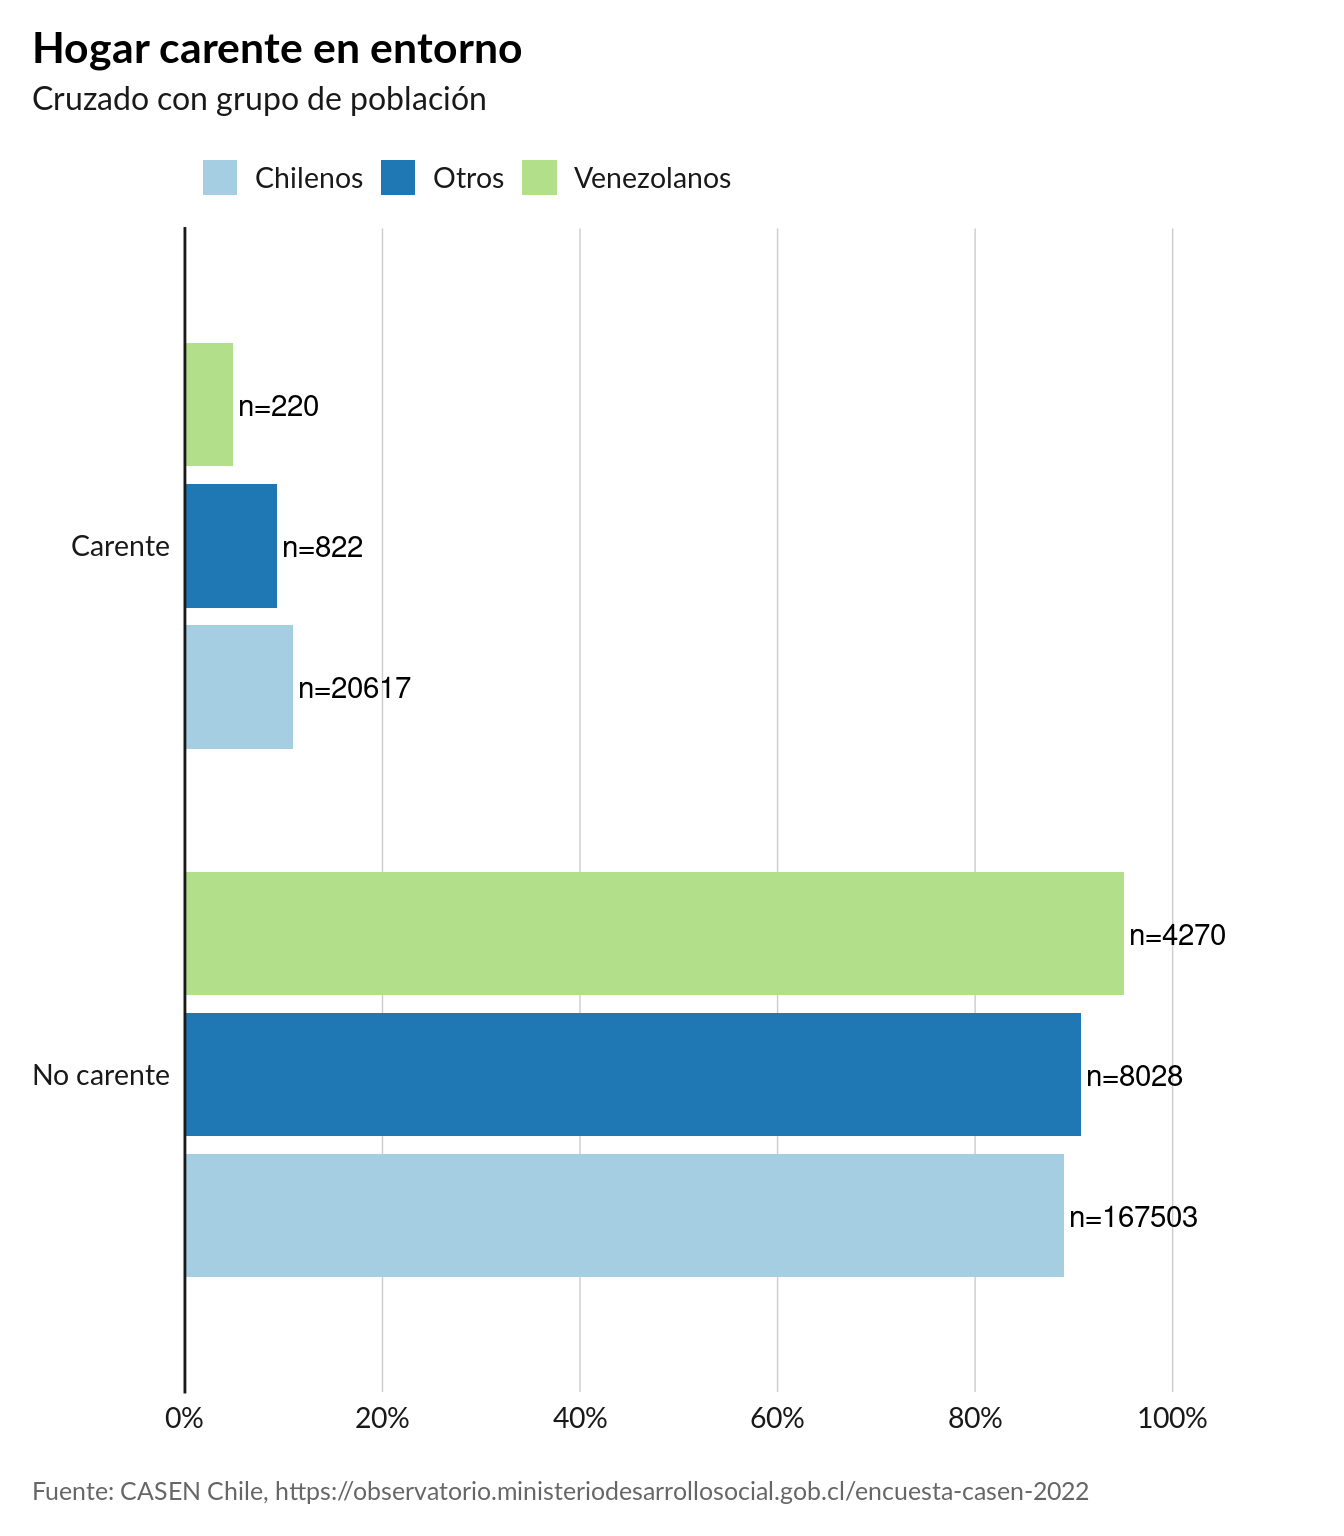 Hogar carente en entorno
Cruzado con grupo de población
Chilenos Otros Venezolanos
n=220
Carente n=822
n=20617
n=4270
No carente n=8028
n=167503
0% 20% 40% 60% 80% 100%
Fuente: CASEN Chile, https://observatorio.ministeriodesarrollosocial.gob.cl/encuesta-casen-2022